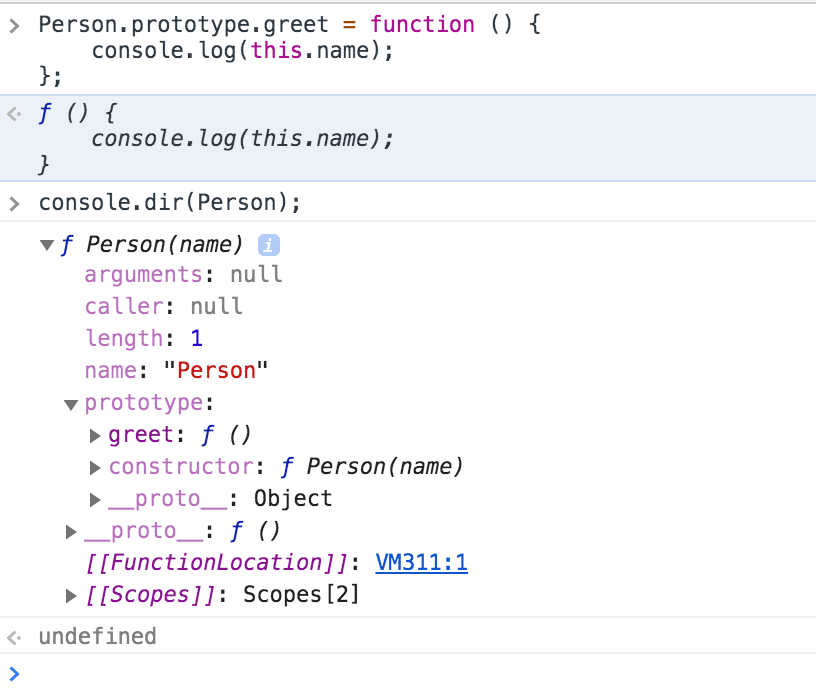 > Person.prototype.greet = function () {
console.log(this.name);
};
ƒ () {
console.log(this.name);
}
> console.dir(Person);
▼ ƒ Person(name) i
arguments: null
caller: null
length: 1
name: "Person"
▼ prototype:
▶ greet: ƒ ()
▶ constructor: ƒ Person(name)
▶ __proto__: Object
▶ __proto__: ƒ ()
[[FunctionLocation]]: VM311:1
▶ [[Scopes]]: Scopes[2]
undefined
>